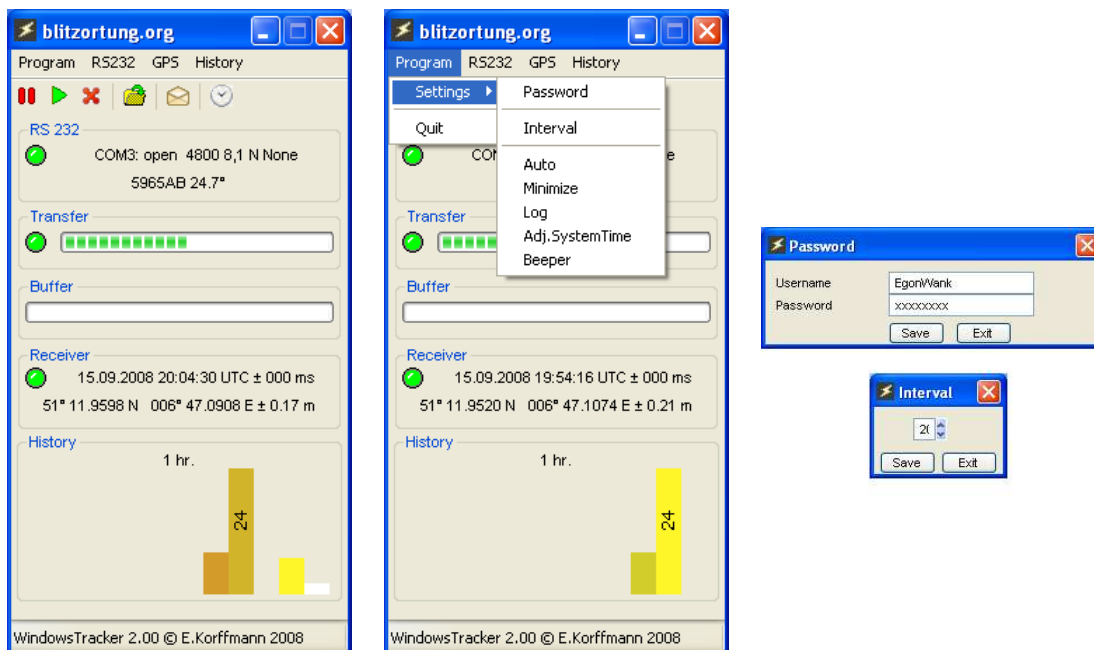 blitzortung.org
Program RS232 GPS History
RS 232
COM3: open 4800 8,1 N None
5965AB 24.7°
Transfer
Buffer
Receiver
15.09.2008 20:04:30 UTC ± 000 ms
51° 11.9598 N 006° 47.0908 E ± 0.17 m
History
1 hr.
24
WindowsTracker 2.00 © E.Korffmann 2008
blitzortung.org
Program RS232 GPS History
Settings
Quit
Password
Interval
Auto
Minimize
Log
Adj.SystemTime
Beeper
Transfer
Buffer
Receiver
15.09.2008 19:54:16 UTC ± 000 ms
51° 11.9520 N 006° 47.1074 E ± 0.21 m
History
1 hr.
24
WindowsTracker 2.00 © E.Korffmann 2008
Password
Username EgonWank
Password xxxxxxxx
Save Exit
Interval
Save Exit